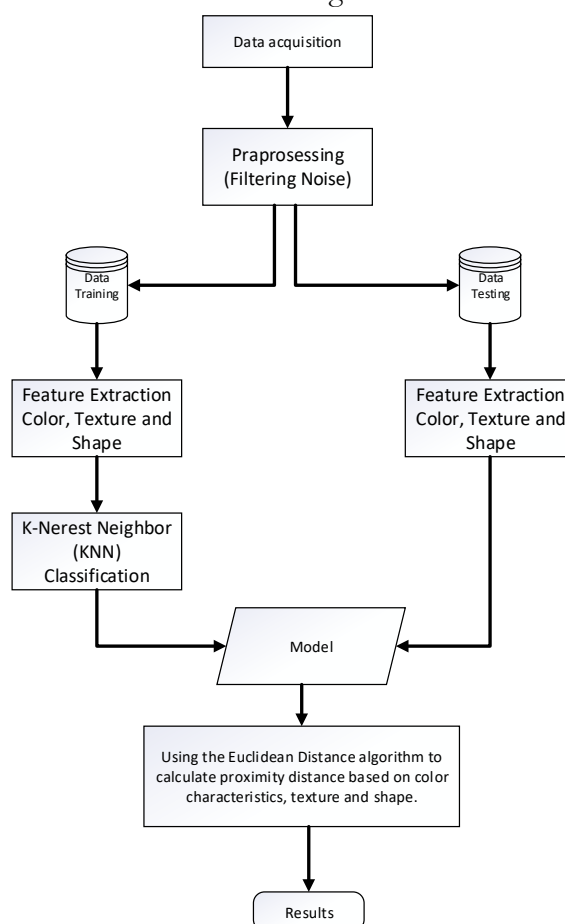 Data acquisition
Praprosessing
(Filtering Noise)
Data
Training
Data
Testing
Feature Extraction
Color, Texture and
Shape
Feature Extraction
Color, Texture and
Shape
K-Nerest Neighbor
(KNN)
Classification
Model
Using the Euclidean Distance algorithm to
calculate proximity distance based on color
characteristics, texture and shape.
Results